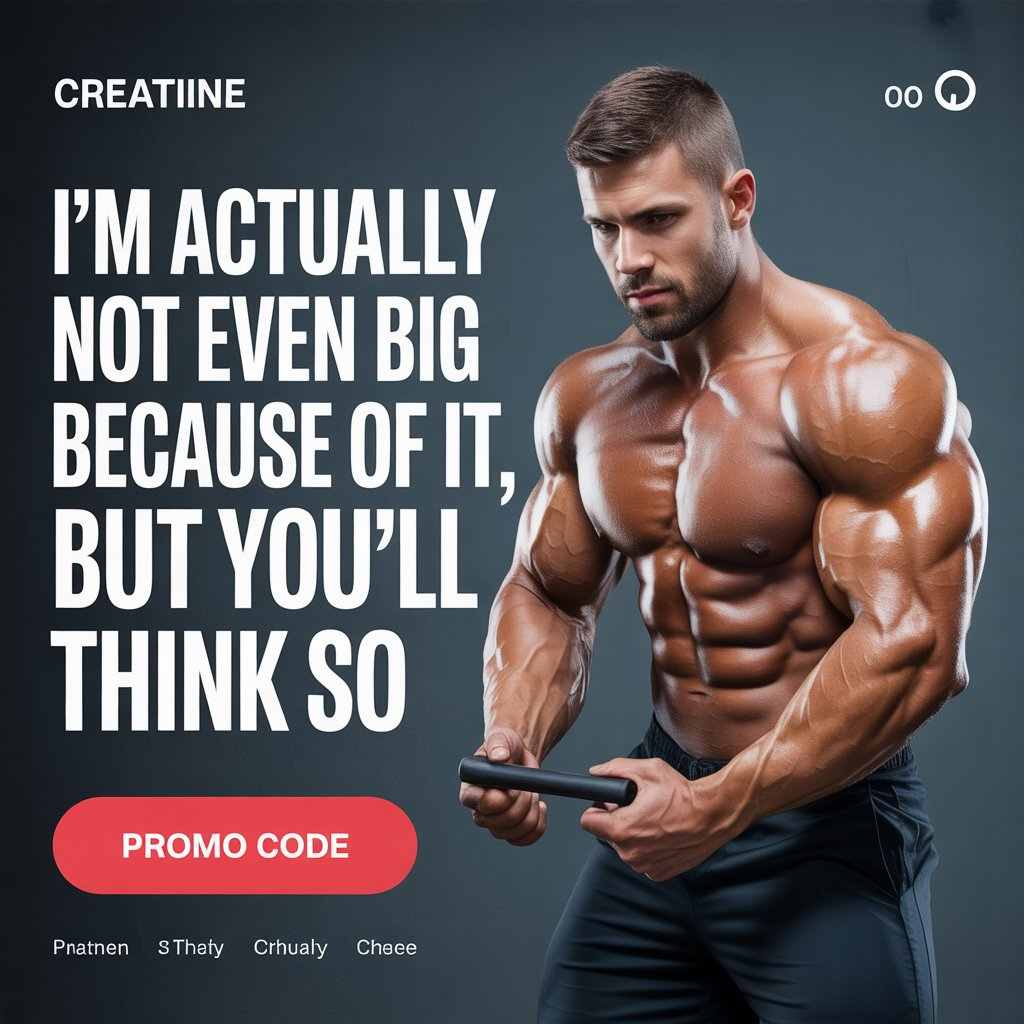 CREATIINE
00
I'M ACTUALLY
NOT EVEN BIG
BECAUSE OF IT,
BUT YOU'LL
THINK SO
PROMO CODE
Pnatnen SThafy Crhualy Cheee